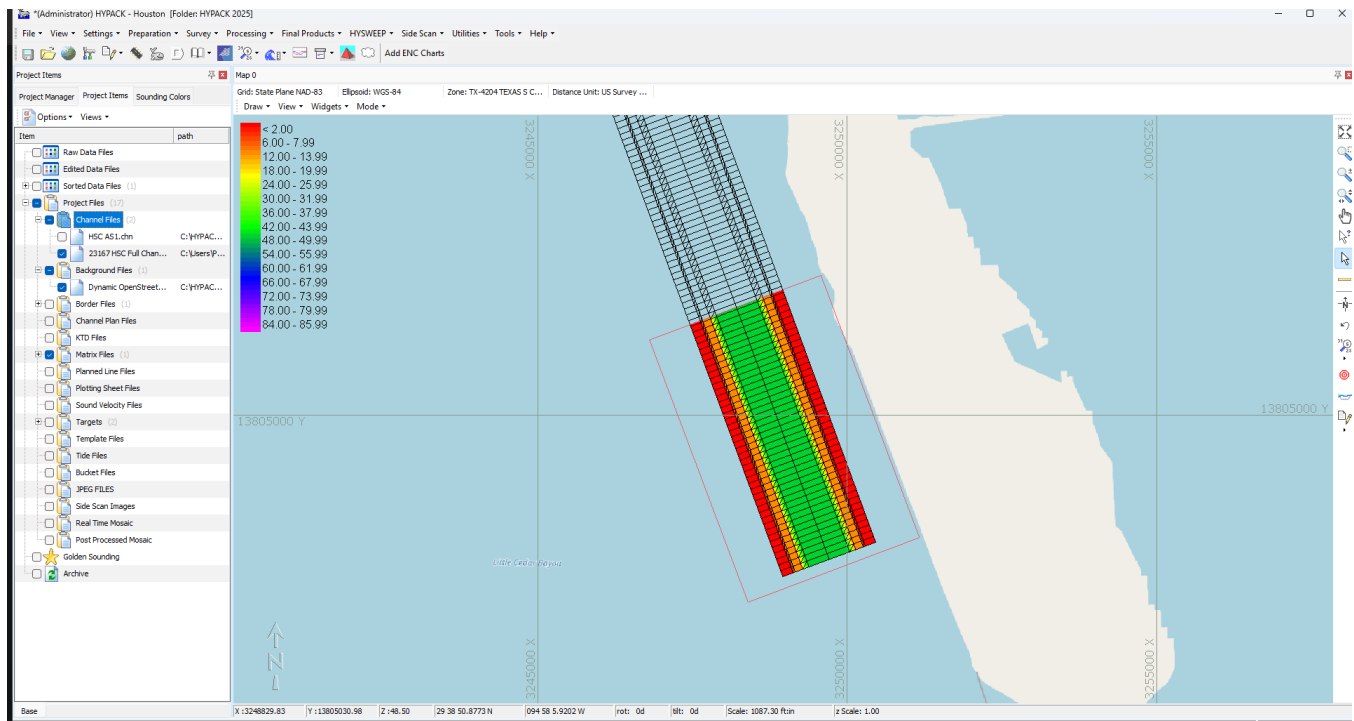 *(Administrator) HYPACK - Houston [Folder: HYPACK 2025]
File View Settings Preparation Survey Processing Final Products HYSWEEP Side Scan Utilities Tools Help
Add ENC Charts
Project Items
Map 0
Project Manager Project Items Sounding Colors
Grid: State Plane NAD-83 Ellipsoid: WGS-84 Zone: TX-4204 TEXAS S C... Distance Unit: US Survey ...
Draw View Widgets Mode
Options Views
Item path
Raw Data Files
Edited Data Files
Sorted Data Files (1)
Project Files (17)
Channel Files (2)
HSC AS1.chn C:\HYPAC...
23167 HSC Full Chan... C:\Users\P...
Background Files (1)
Dynamic OpenStreet... C:\HYPAC...
Border Files (1)
Channel Plan Files
KTD Files
Matrix Files (1)
Planned Line Files
Plotting Sheet Files
Sound Velocity Files
Targets (2)
Template Files
Tide Files
Bucket Files
JPEG FILES
Side Scan Images
Real Time Mosaic
Post Processed Mosaic
Golden Sounding
Archive
Base
< 2.00
6.00 - 7.99
12.00 - 13.99
18.00 - 19.99
24.00 - 25.99
30.00 - 31.99
36.00 - 37.99
42.00 - 43.99
48.00 - 49.99
54.00 - 55.99
60.00 - 61.99
66.00 - 67.99
72.00 - 73.99
78.00 - 79.99
84.00 - 85.99
3245000 X
3250000 X
3255000 X
13805000 Y
13805000 Y
Little Cedar Bayou
N
3245000 X
3250000 X
3255000 X
X :3248829.83 Y :13805030.98 Z :48.50 29 38 50.8773 N 094 58 5.9202 W rot: 0d tilt: 0d Scale: 1087.30 ft:in z Scale: 1.00